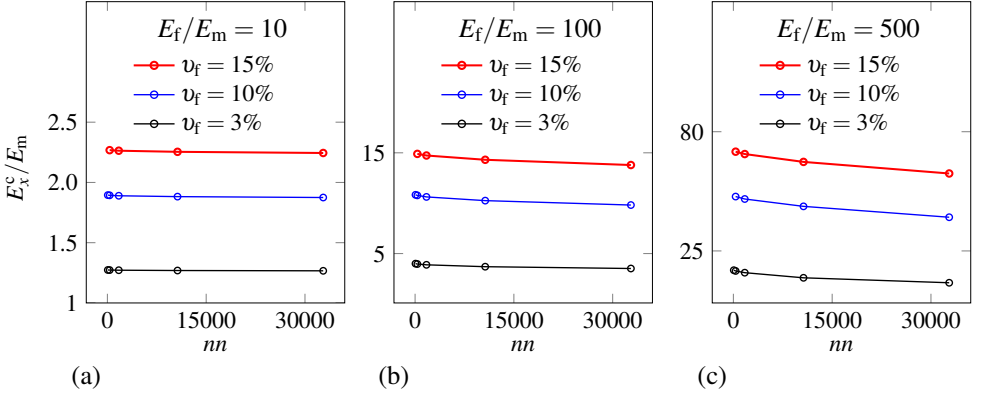 E_f/E_m = 10
υ_f = 15%
υ_f = 10%
υ_f = 3%
E_x^c/E_m
2.5
2.0
1.5
1
0 15000 30000
nn
(a)
E_f/E_m = 100
υ_f = 15%
υ_f = 10%
υ_f = 3%
15
5
0 15000 30000
nn
(b)
E_f/E_m = 500
υ_f = 15%
υ_f = 10%
υ_f = 3%
80
25
0 15000 30000
nn
(c)